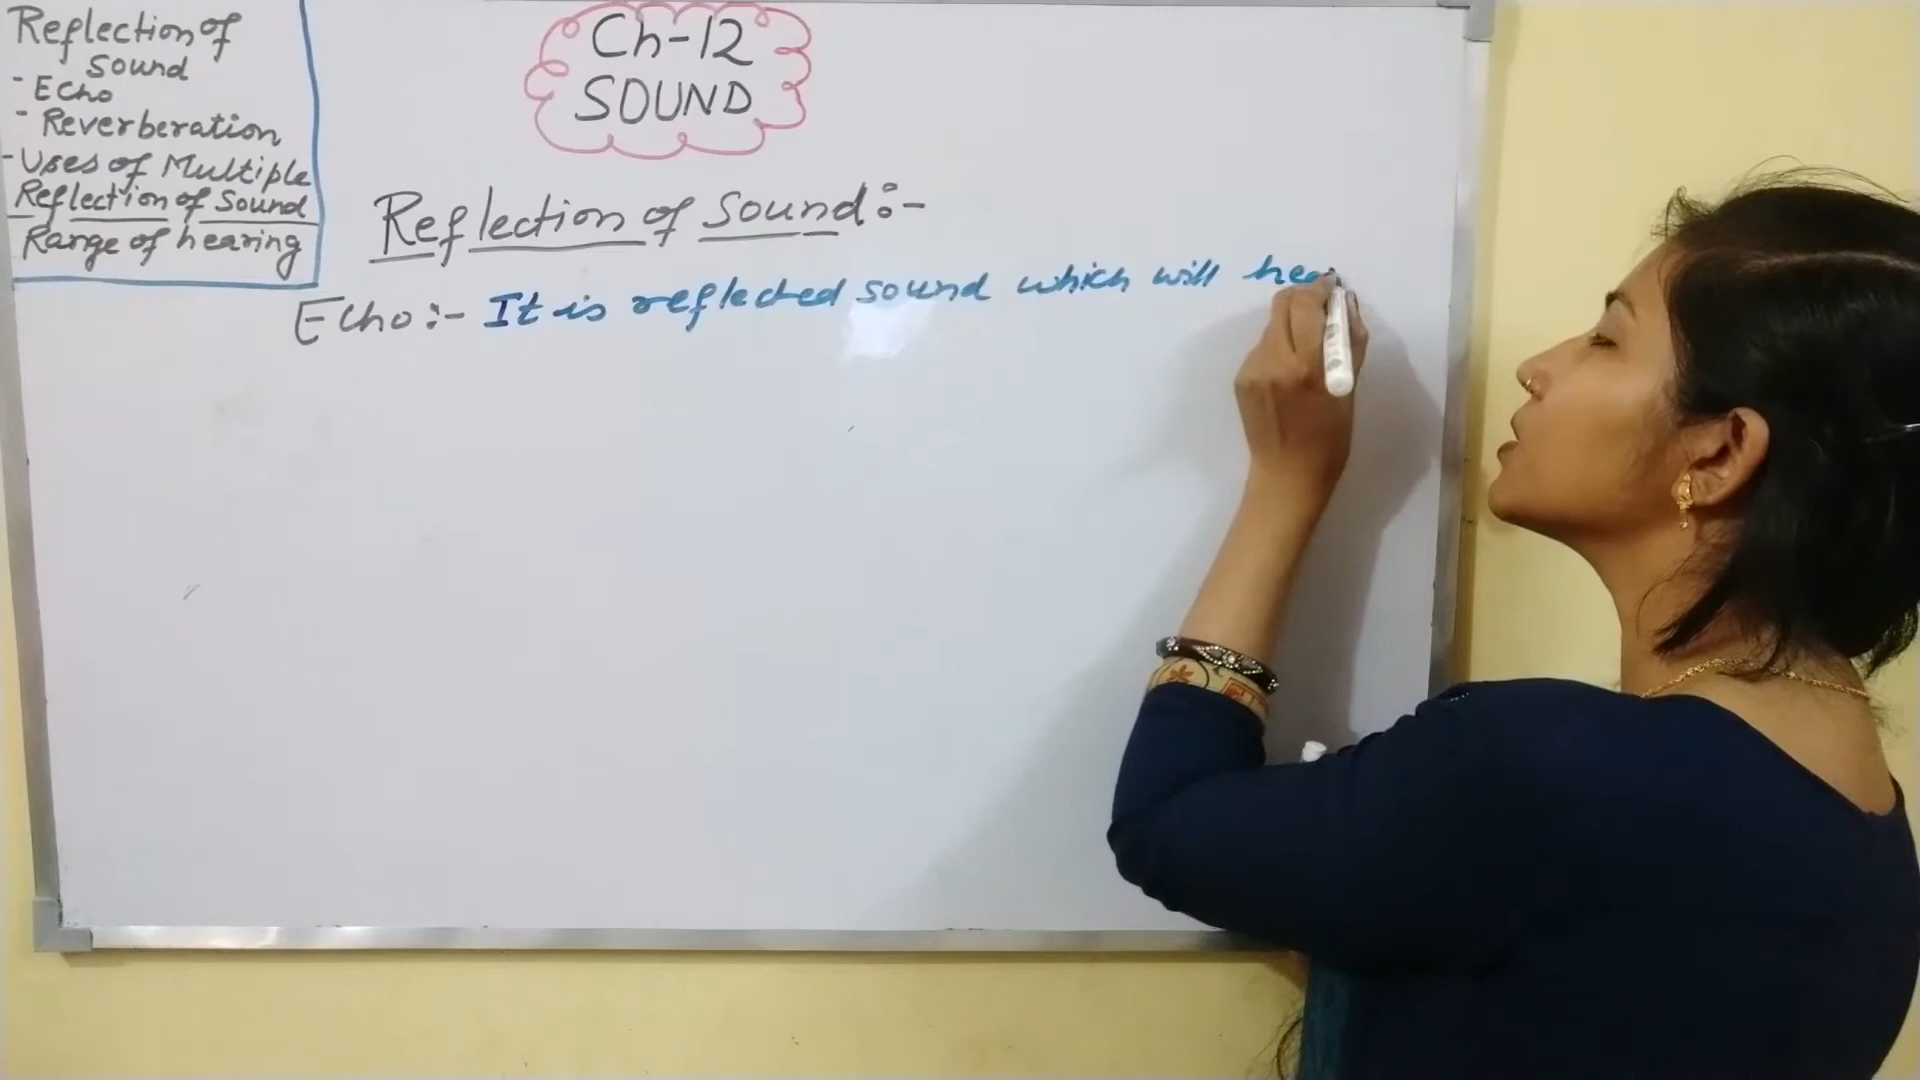 Reflection of
Sound
- Echo
- Reverberation
- Uses of Multiple
Reflection of Sound
Range of hearing
Ch-12
SOUND
Reflection of Sound:-
Echo:- It is reflected sound which will hea